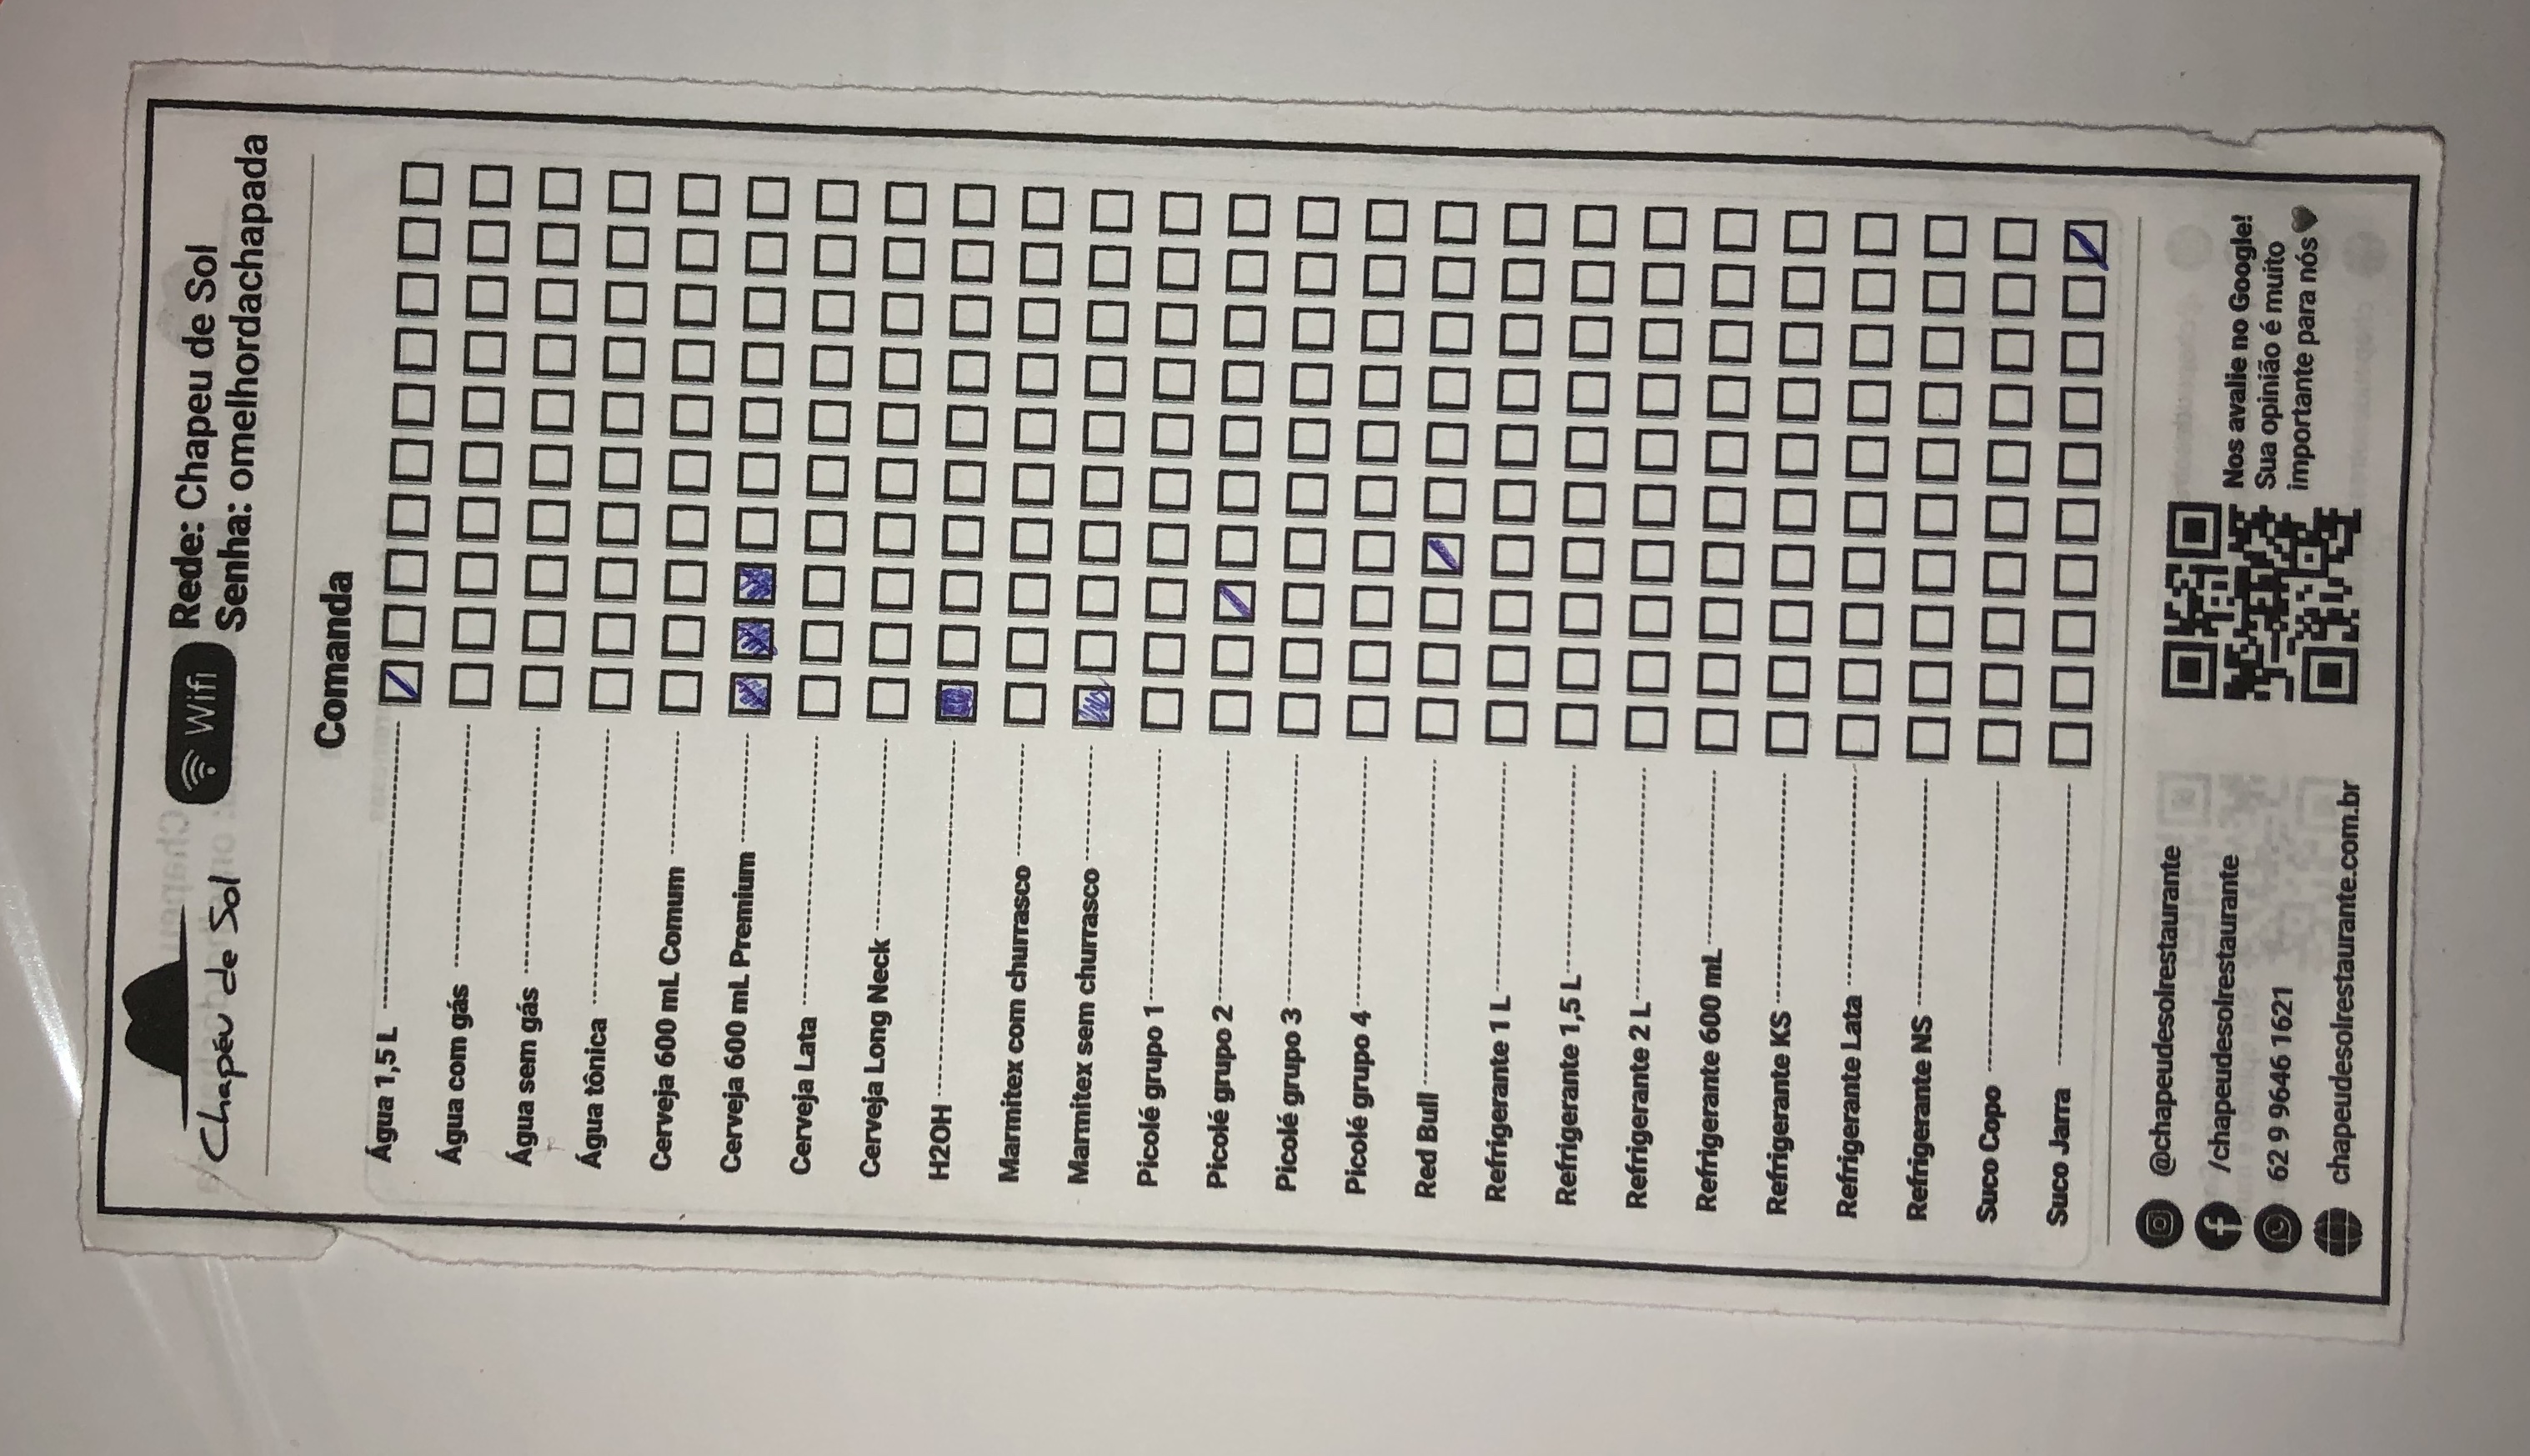 Chapéu de Sol
Wifi
Rede: Chapeu de Sol
Senha: omelhordachapada
Comanda
Água 1,5 L
Água com gás
Água sem gás
Água tônica
Cerveja 600 mL Comum
Cerveja 600 mL Premium
Cerveja Lata
Cerveja Long Neck
H2OH
Marmitex com churrasco
Marmitex sem churrasco
Picolé grupo 1
Picolé grupo 2
Picolé grupo 3
Picolé grupo 4
Red Bull
Refrigerante 1 L
Refrigerante 1,5 L
Refrigerante 2 L
Refrigerante 600 mL
Refrigerante KS
Refrigerante Lata
Refrigerante NS
Suco Copo
Suco Jarra
@chapeudesolrestaurante
/chapeudesolrestaurante
62 9 9646 1621
chapeudesolrestaurante.com.br
Nos avalie no Google!
Sua opinião é muito
importante para nós